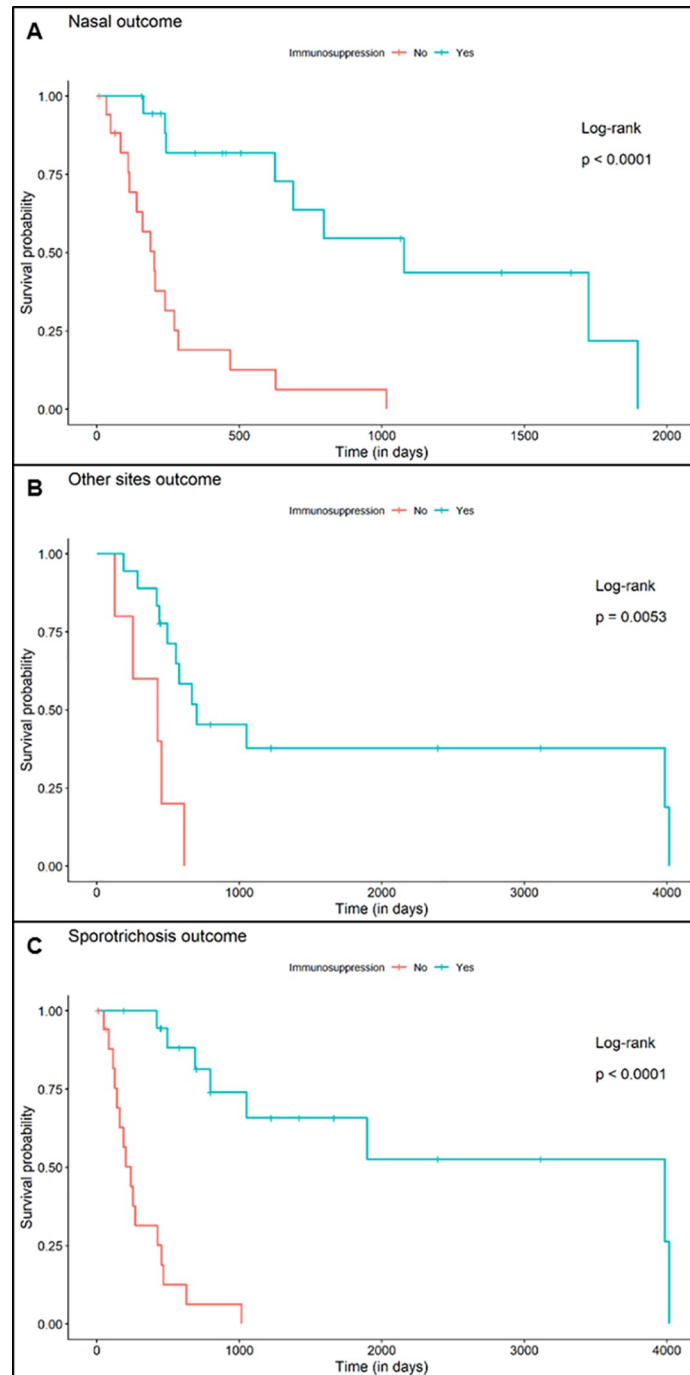 A Nasal outcome
Immunosuppression No Yes
1.00
0.75
0.50
0.25
0.00
Survival probability
Log-rank
p < 0.0001
0 500 1000 1500 2000
Time (in days)
B Other sites outcome
Immunosuppression No Yes
1.00
0.75
0.50
0.25
0.00
Survival probability
Log-rank
p = 0.0053
0 1000 2000 3000 4000
Time (in days)
C Sporotrichosis outcome
Immunosuppression No Yes
1.00
0.75
0.50
0.25
0.00
Survival probability
Log-rank
p < 0.0001
0 1000 2000 3000 4000
Time (in days)